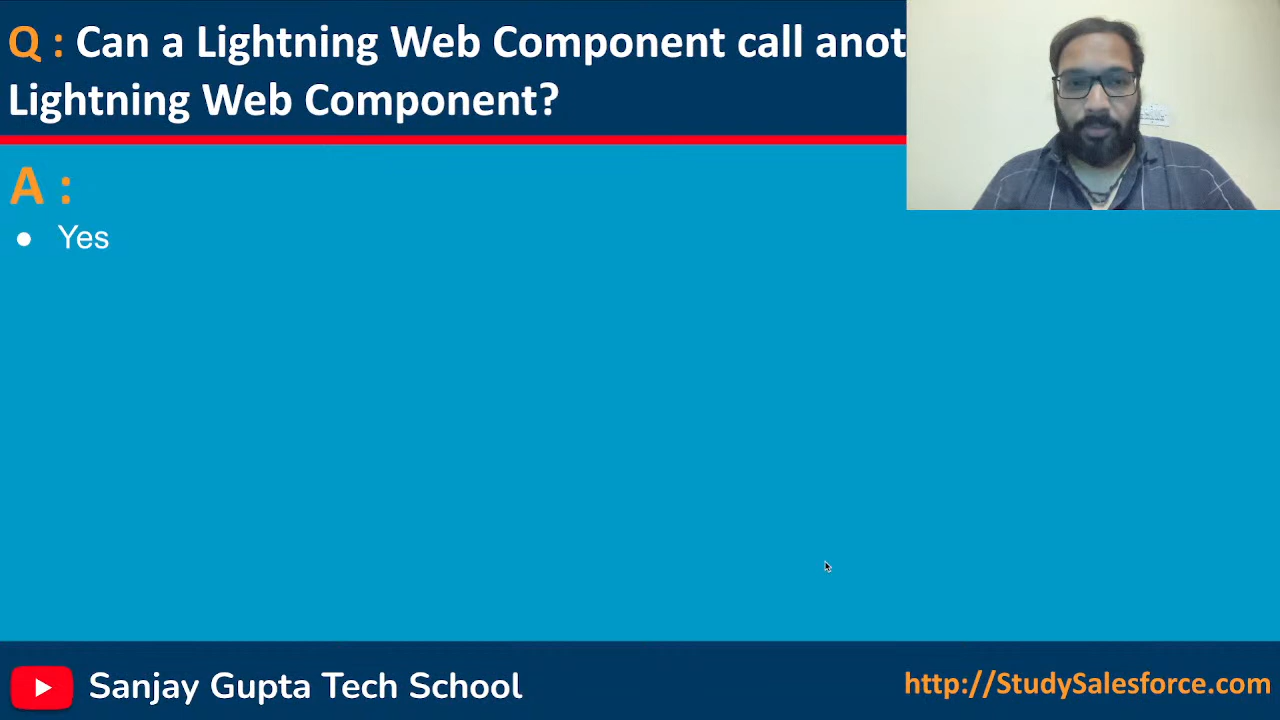 Q : Can a Lightning Web Component call anot
Lightning Web Component?
A :
● Yes
Sanjay Gupta Tech School
http://StudySalesforce.com